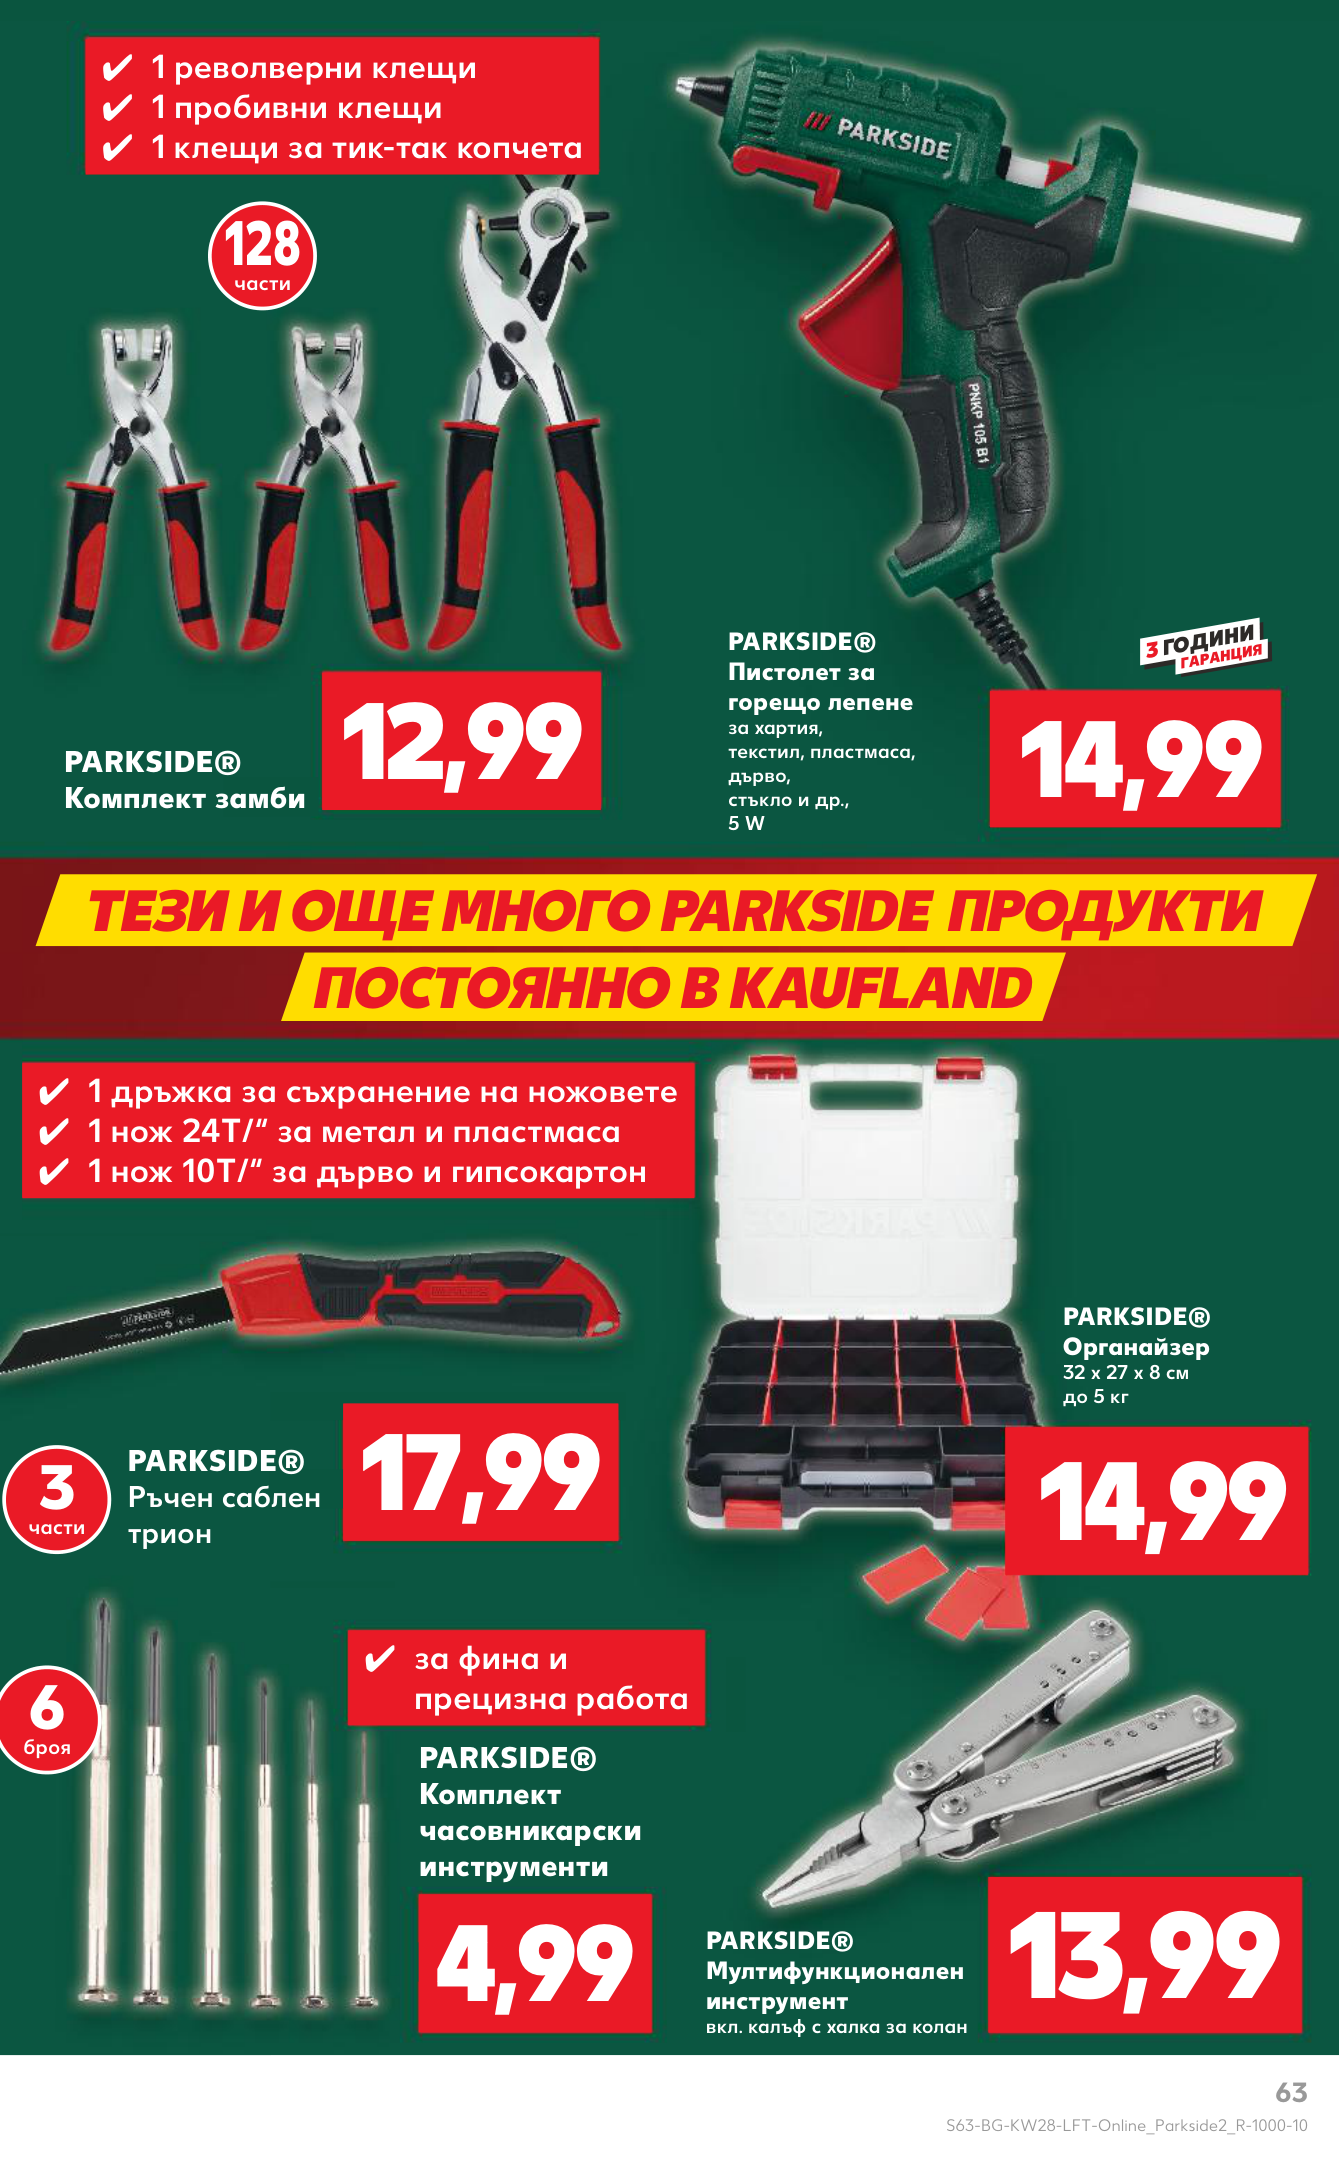 ✔ 1 револверни клещи
✔ 1 пробивни клещи
✔ 1 клещи за тик-так копчета
128
части
PARKSIDE
PNKP 105 B1
PARKSIDE®
Комплект замби
12,99
PARKSIDE®
Пистолет за
горещо лепене
за хартия,
текстил, пластмаса,
дърво,
стъкло и др.,
5 W
3 ГОДИНИ
ГАРАНЦИЯ
14,99
ТЕЗИ И ОЩЕ МНОГО PARKSIDE ПРОДУКТИ
ПОСТОЯННО В KAUFLAND
✔ 1 дръжка за съхранение на ножовете
✔ 1 нож 24T/“ за метал и пластмаса
✔ 1 нож 10T/“ за дърво и гипсокартон
PARKSIDE
3
части
PARKSIDE®
Ръчен саблен
трион
17,99
PARKSIDE®
Органайзер
32 x 27 x 8 см
до 5 кг
14,99
6
броя
✔ за фина и
прецизна работа
PARKSIDE®
Комплект
часовникарски
инструменти
4,99
PARKSIDE®
Мултифункционален
инструмент
вкл. калъф с халка за колан
13,99
63
S63-BG-KW28-LFT-Online_Parkside2_R-1000-10